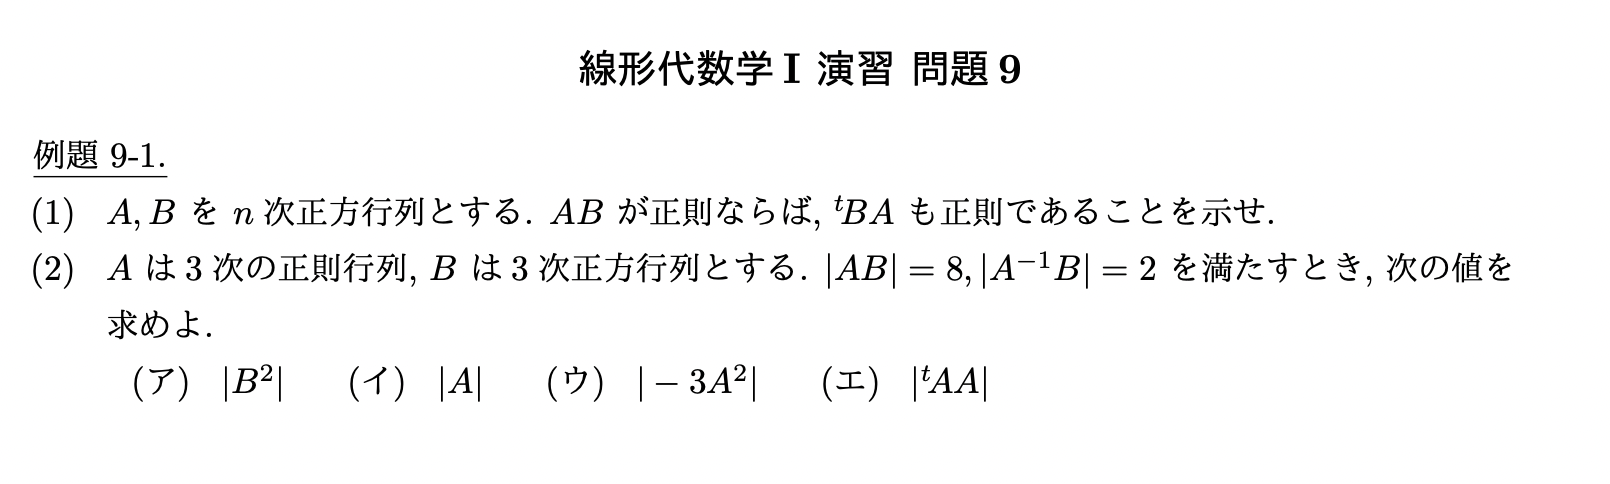 線形代数学 I 演習 問題 9
例題 9-1.
(1) A, B を n 次正方行列とする. AB が正則ならば, ᵗBA も正則であることを示せ.
(2) A は 3 次の正則行列, B は 3 次正方行列とする. |AB| = 8, |A⁻¹B| = 2 を満たすとき, 次の値を
求めよ.
(ア) |B²| (イ) |A| (ウ) | − 3A²| (エ) |ᵗAA|